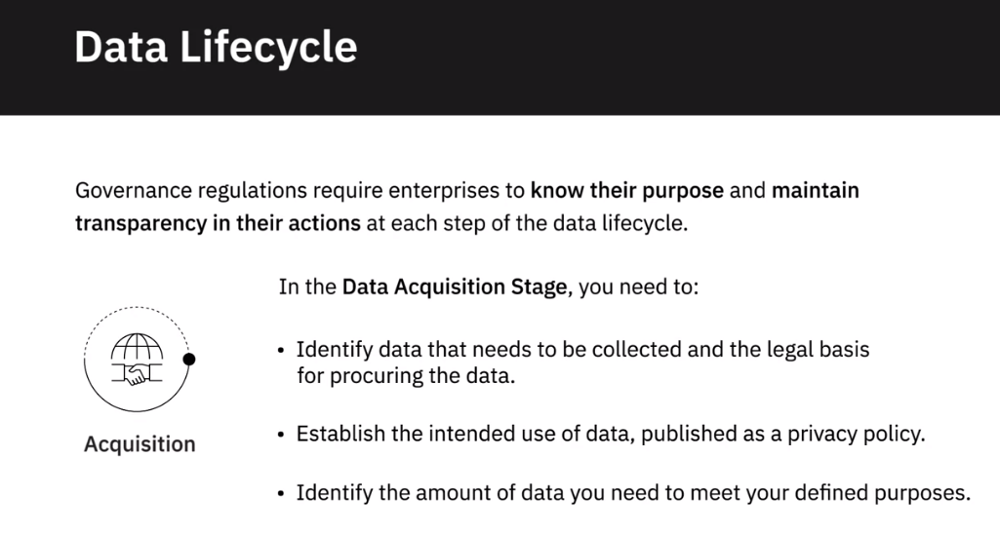 Data Lifecycle
Governance regulations require enterprises to know their purpose and maintain
transparency in their actions at each step of the data lifecycle.
In the Data Acquisition Stage, you need to:
• Identify data that needs to be collected and the legal basis
for procuring the data.
• Establish the intended use of data, published as a privacy policy.
• Identify the amount of data you need to meet your defined purposes.
Acquisition